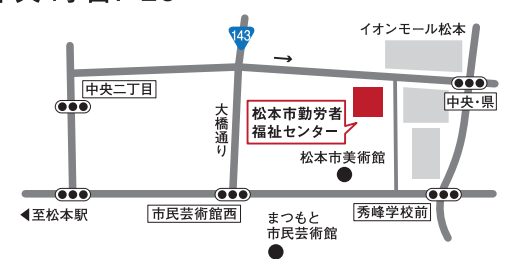 イオンモール松本
143
→
中央二丁目
中央・県
大橋通り
松本市勤労者
福祉センター
松本市美術館
◀至松本駅
市民芸術館西
まつもと
市民芸術館
秀峰学校前